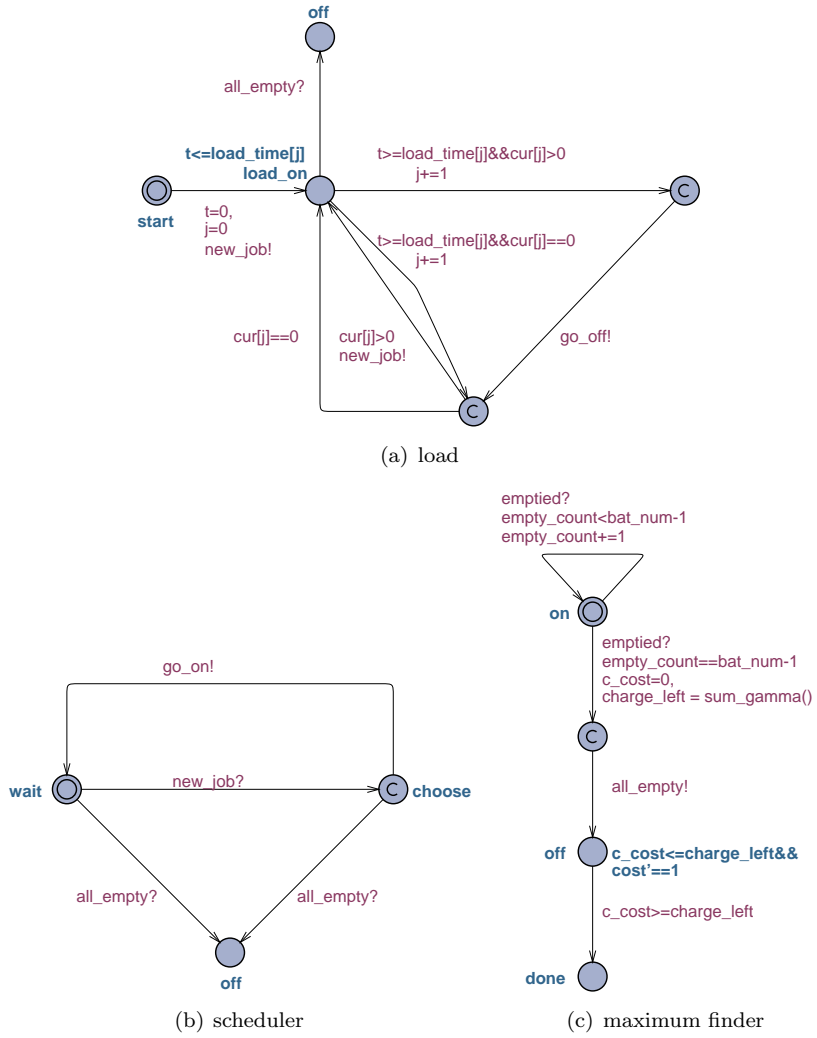 off
all_empty?
t<=load_time[j]
load_on
t>=load_time[j]&&cur[j]>0
j+=1
C
start
t=0,
j=0
new_job!
t>=load_time[j]&&cur[j]==0
j+=1
cur[j]==0
cur[j]>0
new_job!
go_off!
C
(a) load
emptied?
empty_count<bat_num-1
empty_count+=1
on
emptied?
empty_count==bat_num-1
c_cost=0,
charge_left = sum_gamma()
C
all_empty!
off
c_cost<=charge_left&&
cost'==1
c_cost>=charge_left
done
go_on!
wait
new_job?
C
choose
all_empty?
all_empty?
off
(b) scheduler
(c) maximum finder